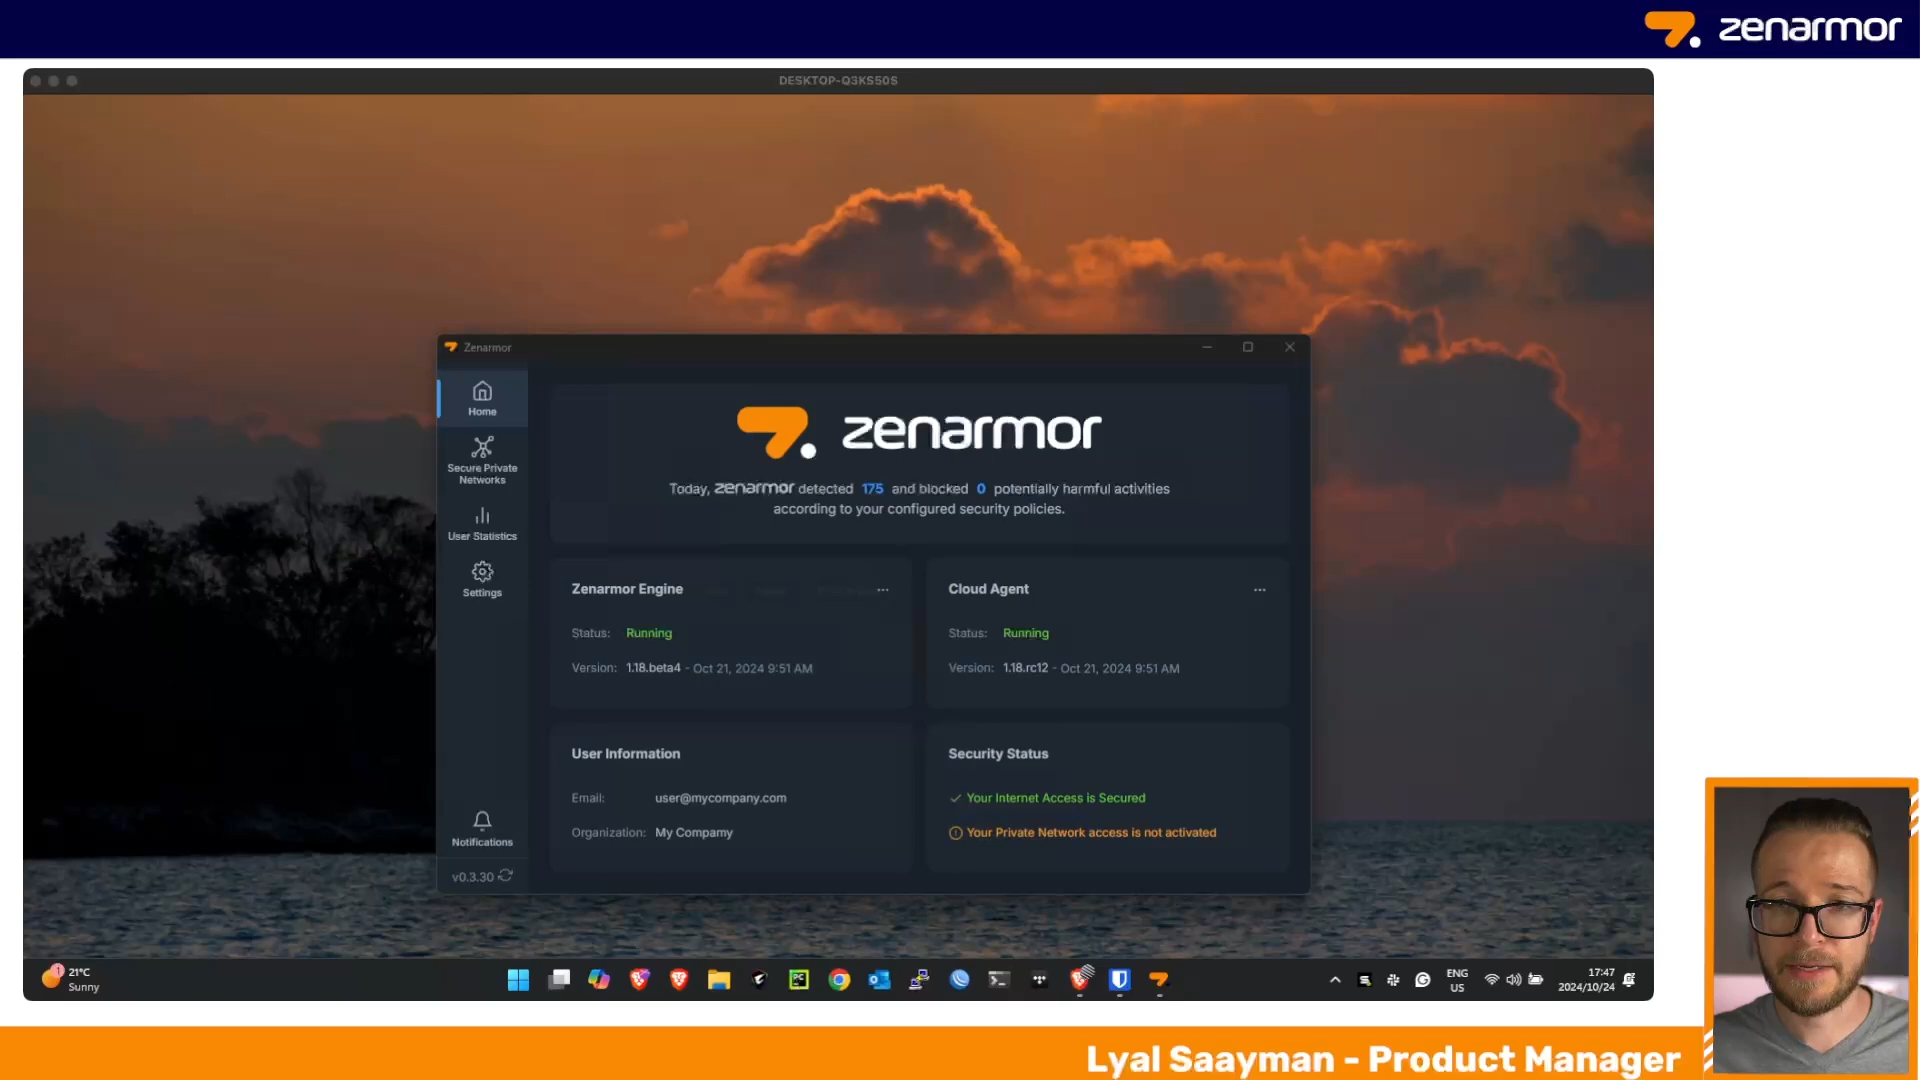 zenarmor
DESKTOP-Q3KS50S
Zenarmor
Home
Secure Private
Networks
User Statistics
Settings
Notifications
v0.3.30
zenarmor
Today, zenarmor detected 175 and blocked 0 potentially harmful activities
according to your configured security policies.
Zenarmor Engine
Status: Running
Version: 1.18.beta4 - Oct 21, 2024 9:51 AM
Cloud Agent
Status: Running
Version: 1.18.rc12 - Oct 21, 2024 9:51 AM
User Information
Email: user@mycompany.com
Organization: My Company
Security Status
Your Internet Access is Secured
Your Private Network access is not activated
1
21°C
Sunny
PC
ENG
US
17:47
2024/10/24
Lyal Saayman - Product Manager